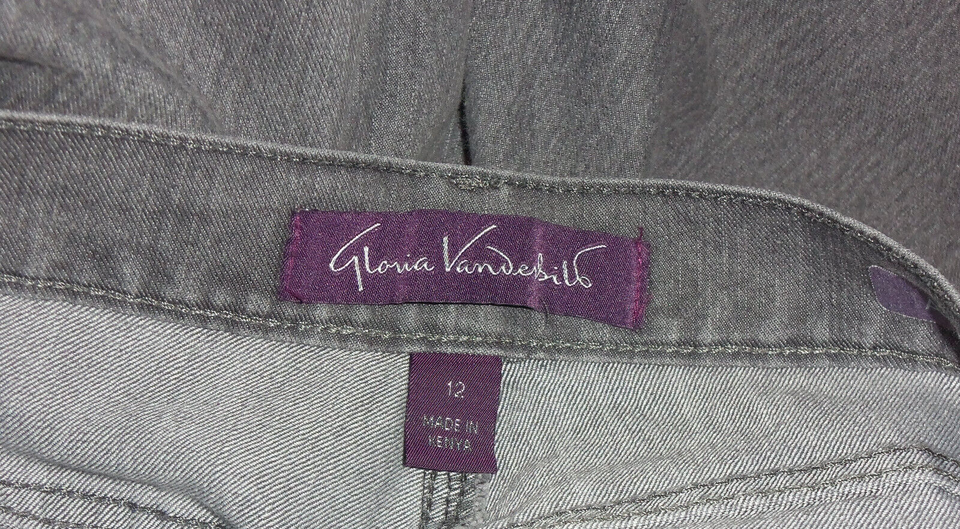 Gloria Vanderbilt
12
MADE IN
KENYA